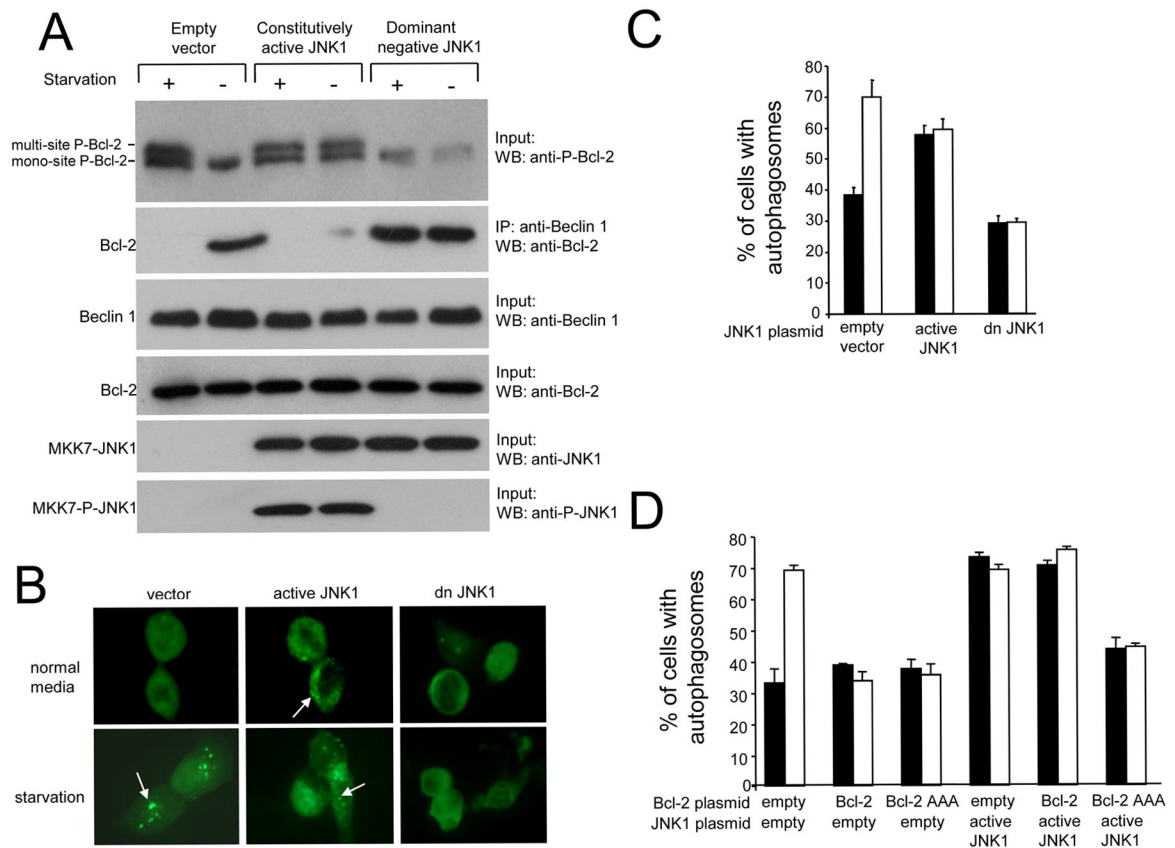 A
Empty vector
Constitutively active JNK1
Dominant negative JNK1
Starvation + - + - + -
multi-site P-Bcl-2
mono-site P-Bcl-2
Input:
WB: anti-P-Bcl-2
Bcl-2
IP: anti-Beclin 1
WB: anti-Bcl-2
Beclin 1
Input:
WB: anti-Beclin 1
Bcl-2
Input:
WB: anti-Bcl-2
MKK7-JNK1
Input:
WB: anti-JNK1
MKK7-P-JNK1
Input:
WB: anti-P-JNK1
B
vector active JNK1 dn JNK1
normal media
starvation
C
% of cells with autophagosomes
80
70
60
50
40
30
20
10
0
JNK1 plasmid
empty vector
active JNK1
dn JNK1
D
% of cells with autophagosomes
80
70
60
50
40
30
20
10
0
Bcl-2 plasmid empty Bcl-2 Bcl-2 AAA empty Bcl-2 Bcl-2 AAA
JNK1 plasmid empty empty empty active active active
JNK1 JNK1 JNK1